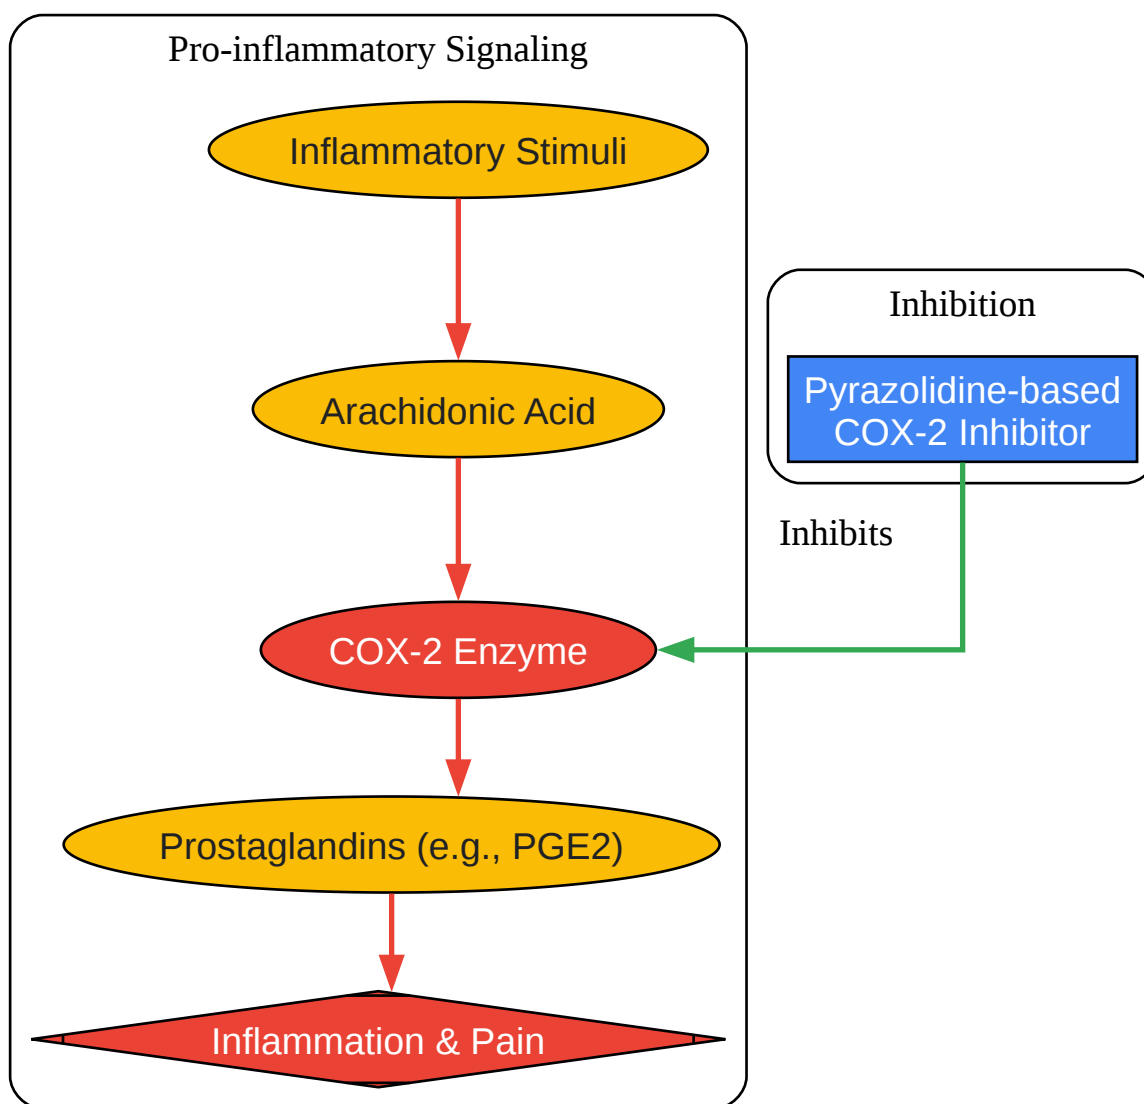 Pro-inflammatory Signaling
Inflammatory Stimuli
Arachidonic Acid
COX-2 Enzyme
Prostaglandins (e.g., PGE2)
Inflammation & Pain
Inhibition
Pyrazolidine-based
COX-2 Inhibitor
Inhibits